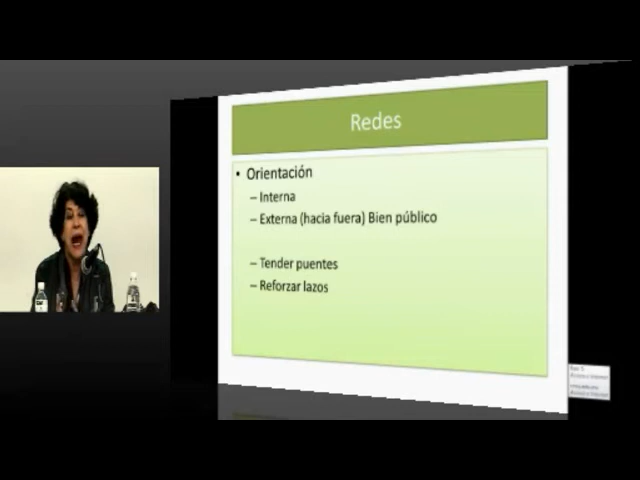 Redes
• Orientación
– Interna
– Externa (hacia fuera) Bien público
– Tender puentes
– Reforzar lazos